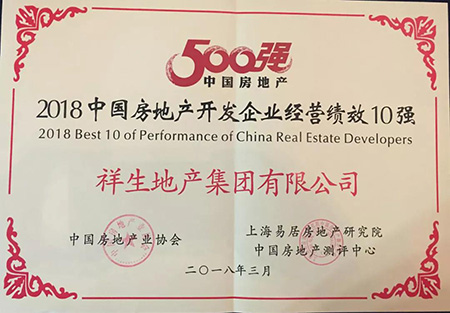 500强
中国房地产
2018中国房地产开发企业经营绩效10强
2018 Best 10 of Performance of China Real Estate Developers
祥生地产集团有限公司
中国房地产业协会
上海易居房地产研究院
中国房地产测评中心
二〇一八年三月